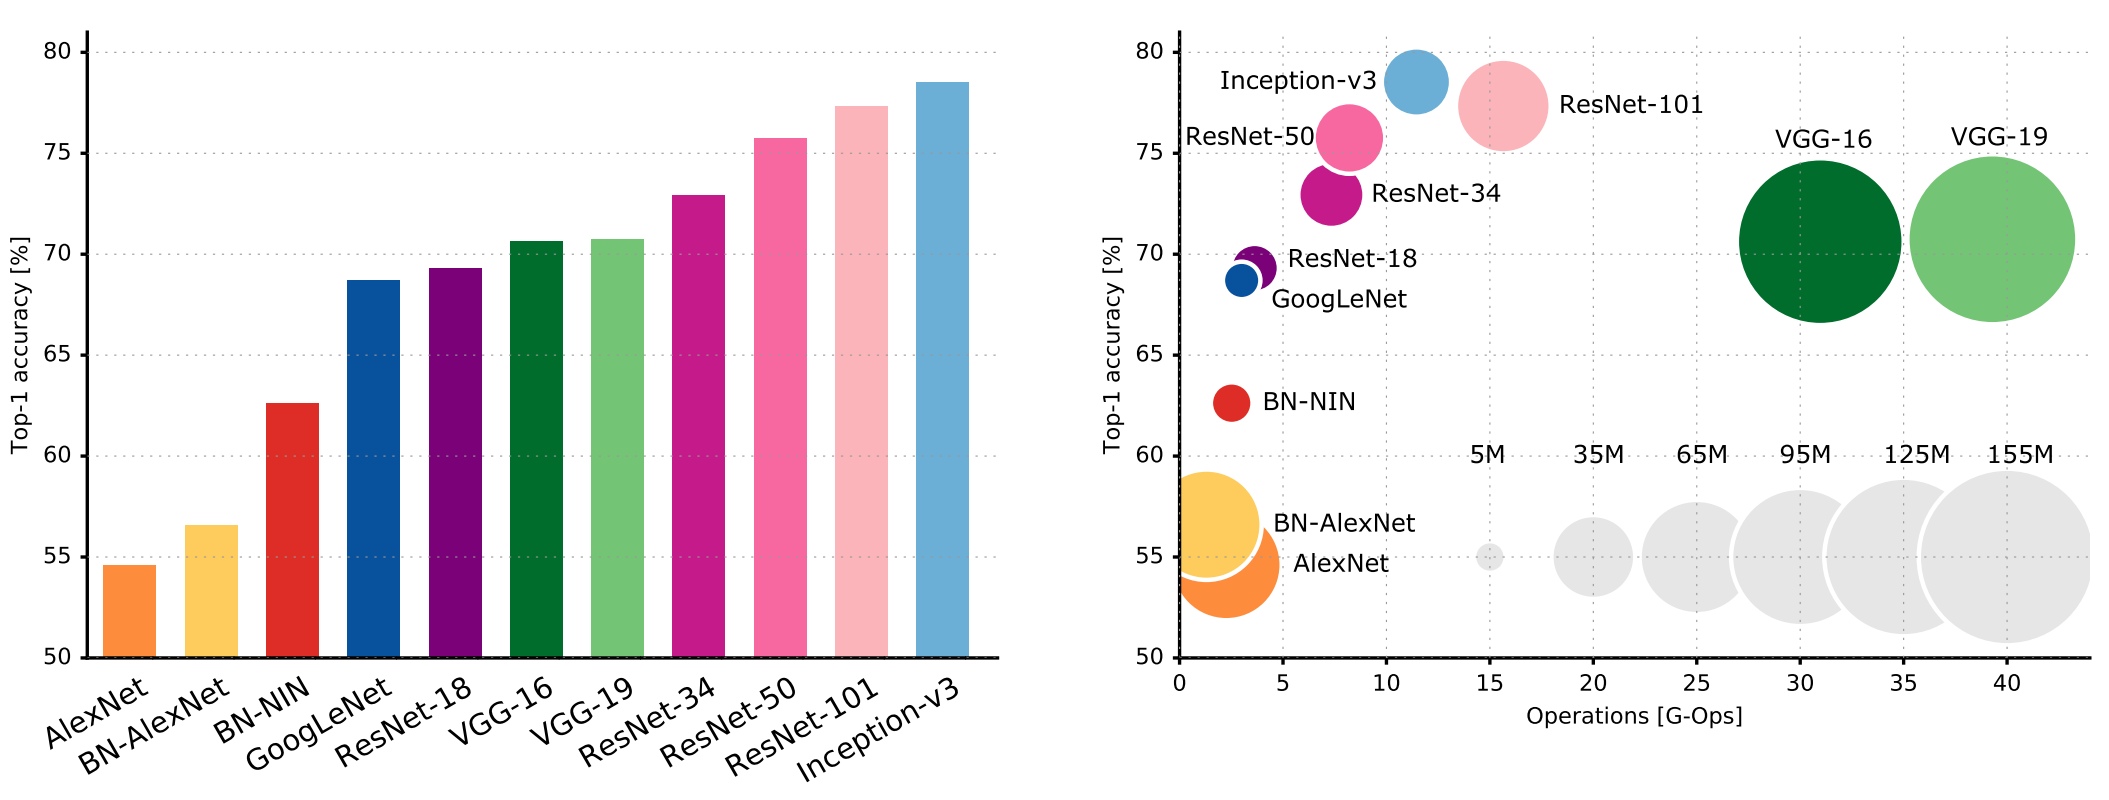 80
75
70
65
60
55
50
Top-1 accuracy [%]
AlexNet
BN-AlexNet
BN-NIN
GoogLeNet
ResNet-18
VGG-16
VGG-19
ResNet-34
ResNet-50
ResNet-101
Inception-v3
80
75
70
65
60
55
50
Top-1 accuracy [%]
Inception-v3
ResNet-101
ResNet-50
VGG-16
VGG-19
ResNet-34
ResNet-18
GoogLeNet
BN-NIN
5M 35M 65M 95M 125M 155M
BN-AlexNet
AlexNet
0 5 10 15 20 25 30 35 40
Operations [G-Ops]